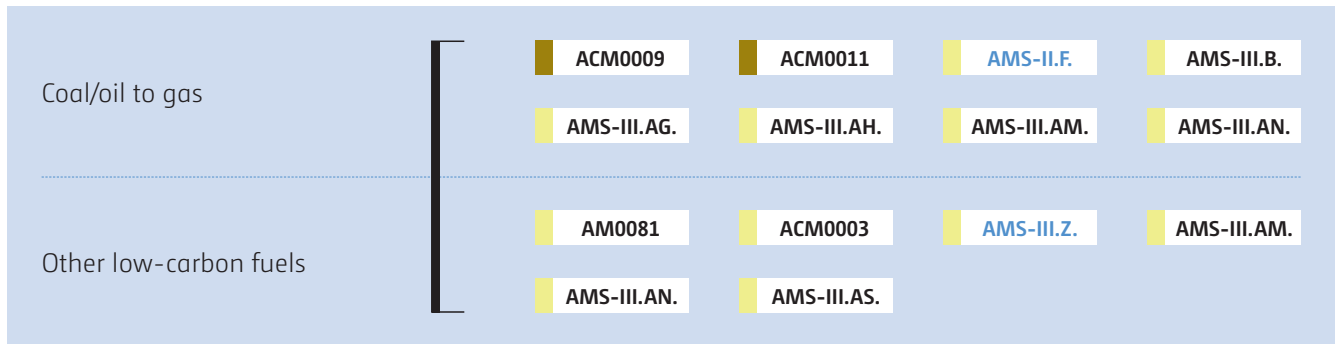 Coal/oil to gas
ACM0009 ACM0011 AMS-II.F. AMS-III.B.
AMS-III.AG. AMS-III.AH. AMS-III.AM. AMS-III.AN.
Other low-carbon fuels
AM0081 ACM0003 AMS-III.Z. AMS-III.AM.
AMS-III.AN. AMS-III.AS.